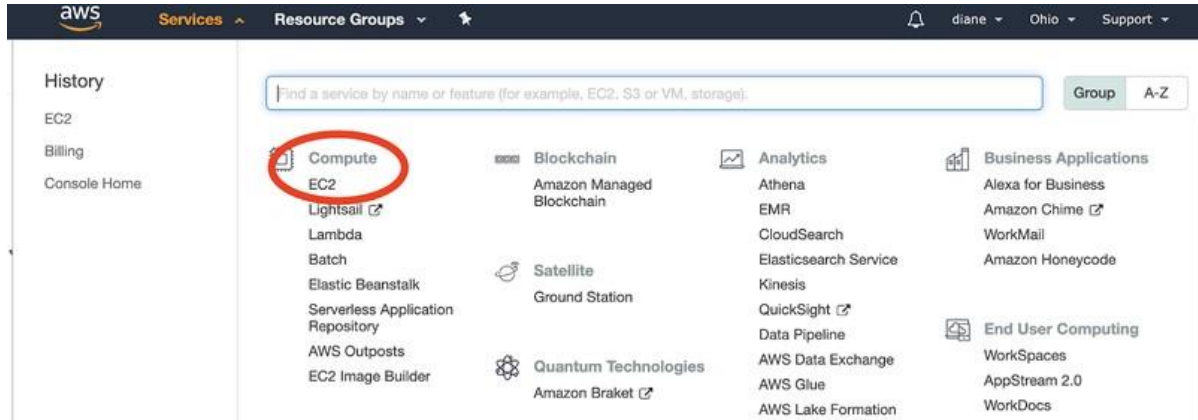 aws Services Resource Groups diane Ohio Support
History
EC2
Billing
Console Home
Find a service by name or feature (for example, EC2, S3 or VM, storage).
Group A-Z
Compute
EC2
Lightsail
Lambda
Batch
Elastic Beanstalk
Serverless Application
Repository
AWS Outposts
EC2 Image Builder
Blockchain
Amazon Managed
Blockchain
Satellite
Ground Station
Quantum Technologies
Amazon Braket
Analytics
Athena
EMR
CloudSearch
Elasticsearch Service
Kinesis
QuickSight
Data Pipeline
AWS Data Exchange
AWS Glue
AWS Lake Formation
Business Applications
Alexa for Business
Amazon Chime
WorkMail
Amazon Honeycode
End User Computing
WorkSpaces
AppStream 2.0
WorkDocs